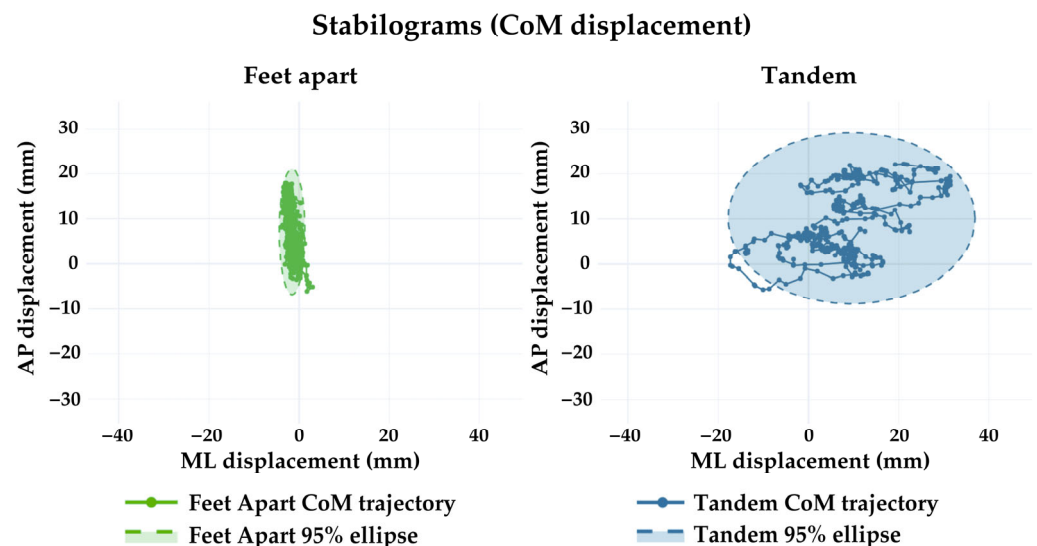 Stabilograms (CoM displacement)
Feet apart
Tandem
AP displacement (mm)
30
20
10
0
−10
−20
−30
−40
−20
0
20
40
ML displacement (mm)
AP displacement (mm)
30
20
10
0
−10
−20
−30
−40
−20
0
20
40
ML displacement (mm)
Feet Apart CoM trajectory
Feet Apart 95% ellipse
Tandem CoM trajectory
Tandem 95% ellipse